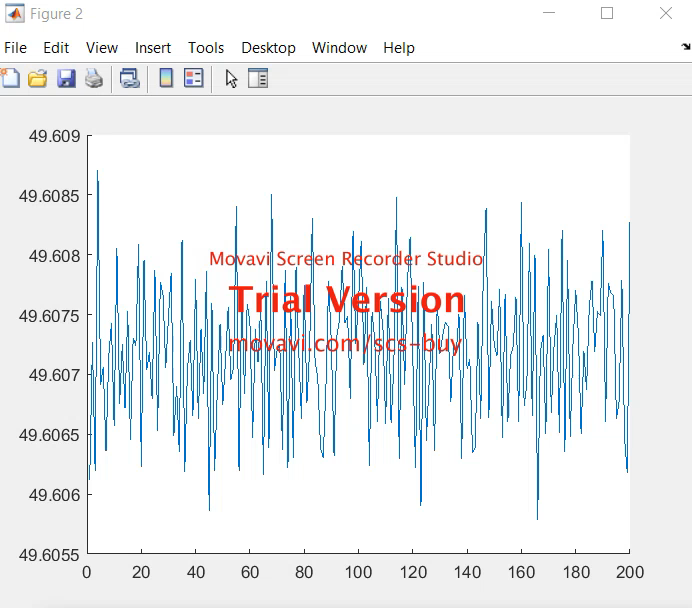 Figure 2
File Edit View Insert Tools Desktop Window Help
49.609
49.6085
49.608
49.6075
49.607
49.6065
49.606
49.6055
0 20 40 60 80 100 120 140 160 180 200
Movavi Screen Recorder Studio
Trial Version
movavi.com/scs-buy